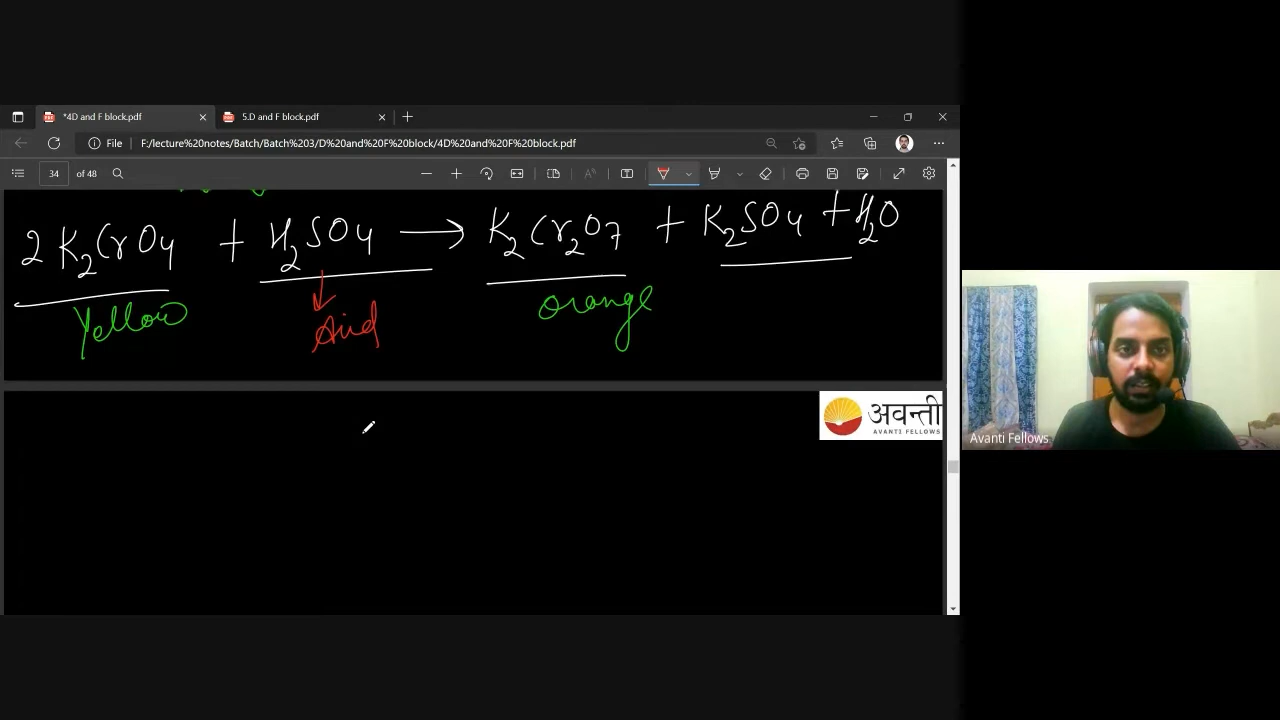 *4D and F block.pdf
5.D and F block.pdf
File F:/lecture%20notes/Batch/Batch%203/D%20and%20F%20block/4D%20and%20F%20block.pdf
34 of 48
2 K2CrO4 + H2SO4 → K2Cr2O7 + K2SO4 + H2O
Yellow Acid orange
अवन्ती
AVANTI FELLOWS
Avanti Fellows